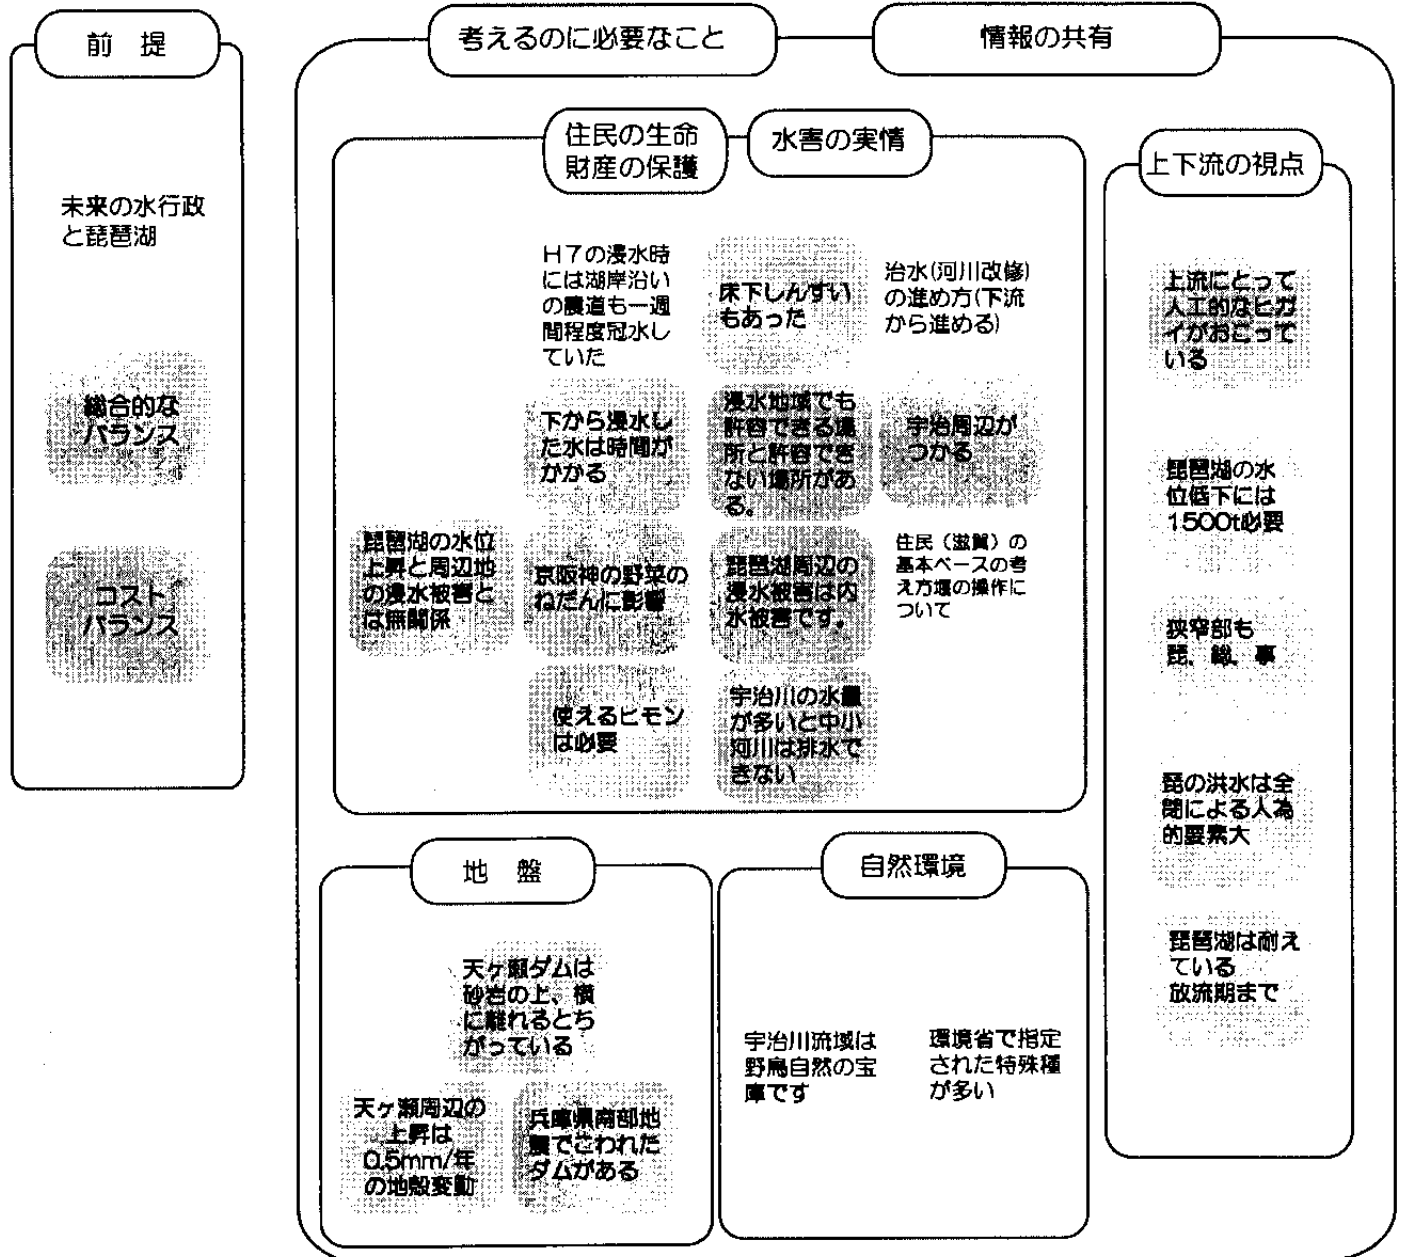 前 提
未来の水行政
と琵琶湖
総合的な
バランス
コスト
バランス
考えるのに必要なこと
情報の共有
住民の生命
財産の保護
水害の実情
H7の浸水時
には湖岸沿い
の農道も一週
間程度冠水し
ていた
床下しんすい
もあった
治水(河川改修)
の進め方(下流
から進める)
下から浸水し
た水は時間が
かかる
浸水地域でも
許容できる場
所と許容でき
ない場所があ
る。
宇治周辺が
つかる
琵琶湖の水位
上昇と周辺地
の浸水被害と
は無関係
京阪神の野菜の
ねだんに影響
琵琶湖周辺の
浸水被害は内
水被害です。
住民（滋賀）の
基本ベースの考
え方堰の操作に
ついて
使えるヒモン
は必要
宇治川の水量
が多いと中小
河川は排水で
きない
上下流の視点
上流にとって
人工的なヒガ
イがおこって
いる
琵琶湖の水
位低下には
1500t必要
狭窄部も
琵、織、事
琵の洪水は全
閉による人為
的要素大
琵琶湖は耐え
ている
放流期まで
地 盤
天ヶ瀬ダムは
砂岩の上、横
に離れるとち
がっている
天ヶ瀬周辺の
上昇は
0.5mm/年
の地殻変動
兵庫県南部地
震でこわれた
ダムがある
自然環境
宇治川流域は
野鳥自然の宝
庫です
環境省で指定
された特殊種
が多い